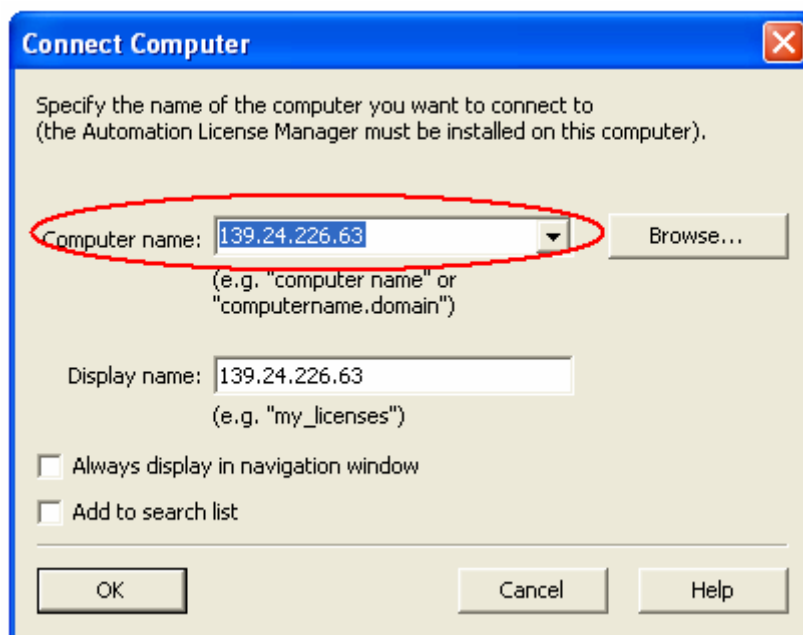 Connect Computer
Specify the name of the computer you want to connect to
(the Automation License Manager must be installed on this computer).
Computer name: 139.24.226.63 Browse...
(e.g. "computer name" or
"computername.domain")
Display name: 139.24.226.63
(e.g. "my_licenses")
Always display in navigation window
Add to search list
OK Cancel Help